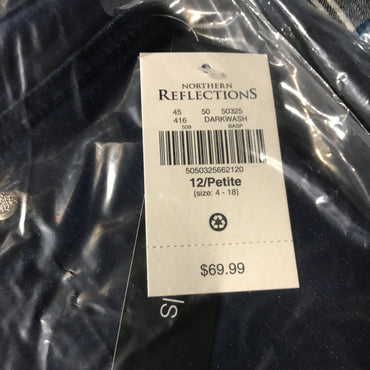 NORTHERN
REFLECTIONS
45 50 50325
416 DARKWASH
509 BASP
5050325662120
12/Petite
(size: 4 - 18)
$69.99